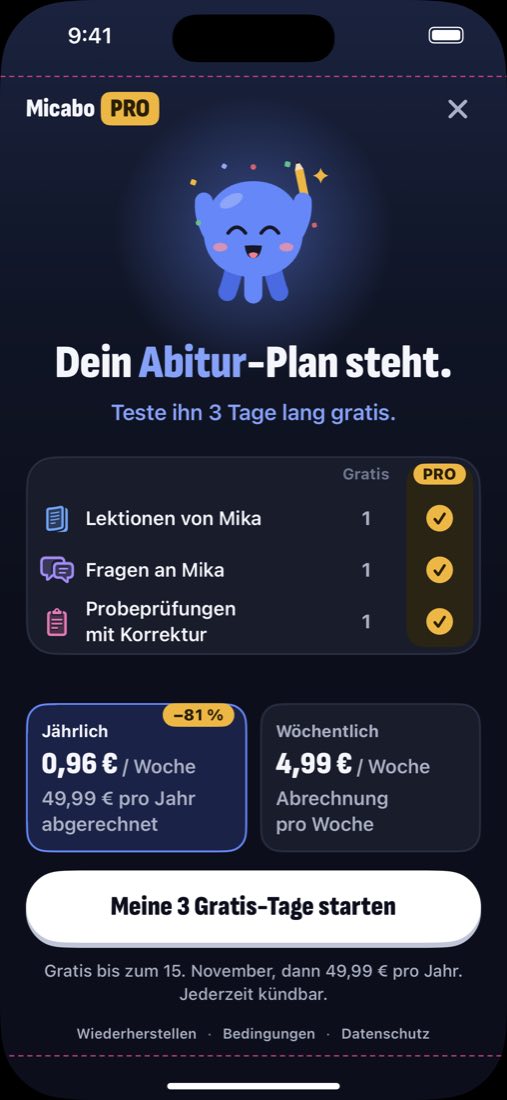 9:41
Micabo PRO
Dein Abitur-Plan steht.
Teste ihn 3 Tage lang gratis.
Gratis PRO
Lektionen von Mika 1
Fragen an Mika 1
Probeprüfungen
mit Korrektur 1
−81 %
Jährlich
0,96 € / Woche
49,99 € pro Jahr
abgerechnet
Wöchentlich
4,99 € / Woche
Abrechnung
pro Woche
Meine 3 Gratis-Tage starten
Gratis bis zum 15. November, dann 49,99 € pro Jahr.
Jederzeit kündbar.
Wiederherstellen · Bedingungen · Datenschutz